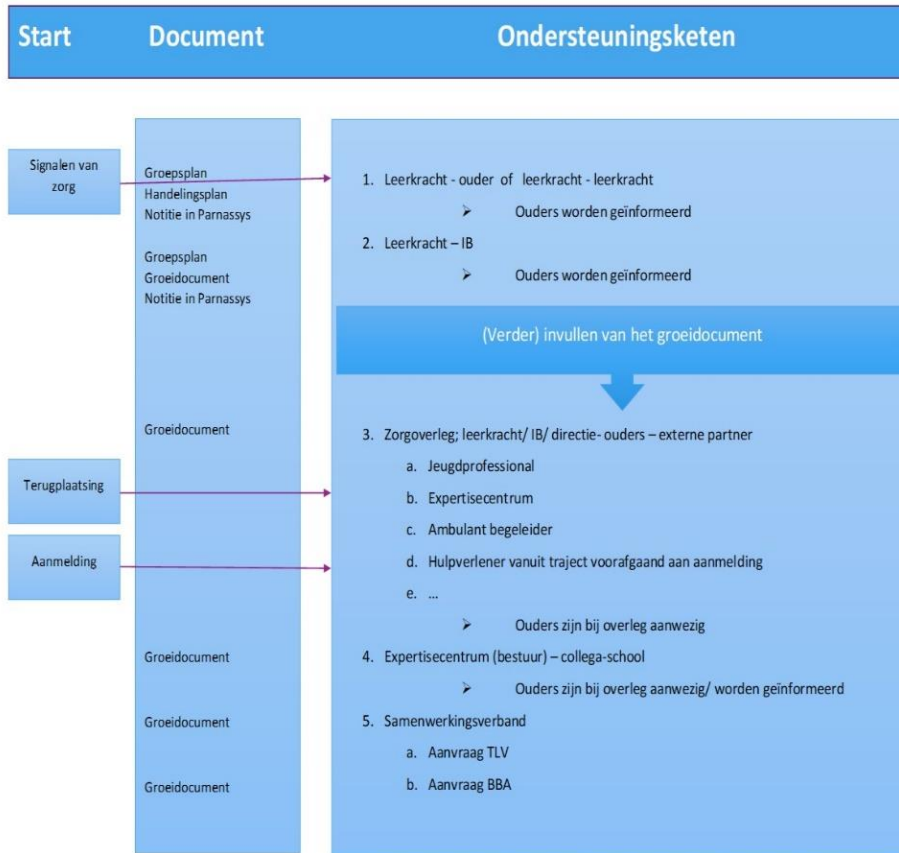 Start
Document
Ondersteuningsketen
Signalen van
zorg
Groepsplan
Handelingsplan
Notitie in Parnassys
Groepsplan
Groeidocument
Notitie in Parnassys
1. Leerkracht - ouder of leerkracht - leerkracht
➢ Ouders worden geïnformeerd
2. Leerkracht – IB
➢ Ouders worden geïnformeerd
(Verder) invullen van het groeidocument
Groeidocument
3. Zorgoverleg; leerkracht/ IB/ directie- ouders – externe partner
a. Jeugdprofessional
Terugplaatsing
b. Expertisecentrum
c. Ambulant begeleider
Aanmelding
d. Hulpverlener vanuit traject voorafgaand aan aanmelding
e. ...
➢ Ouders zijn bij overleg aanwezig
Groeidocument
4. Expertisecentrum (bestuur) – collega-school
➢ Ouders zijn bij overleg aanwezig/ worden geïnformeerd
Groeidocument
5. Samenwerkingsverband
a. Aanvraag TLV
Groeidocument
b. Aanvraag BBA